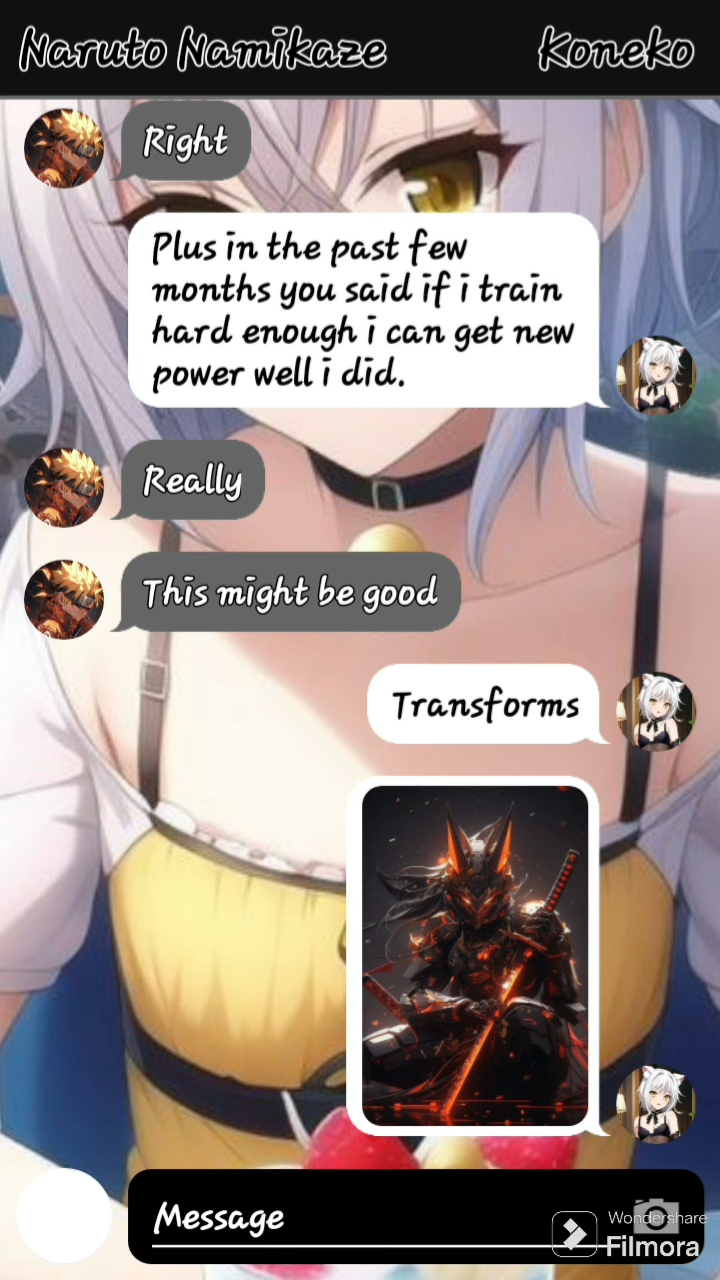 Naruto Namikaze Koneko
Right
Plus in the past few
months you said if i train
hard enough i can get new
power well i did.
Really
This might be good
Transforms
Message
Wondershare
Filmora